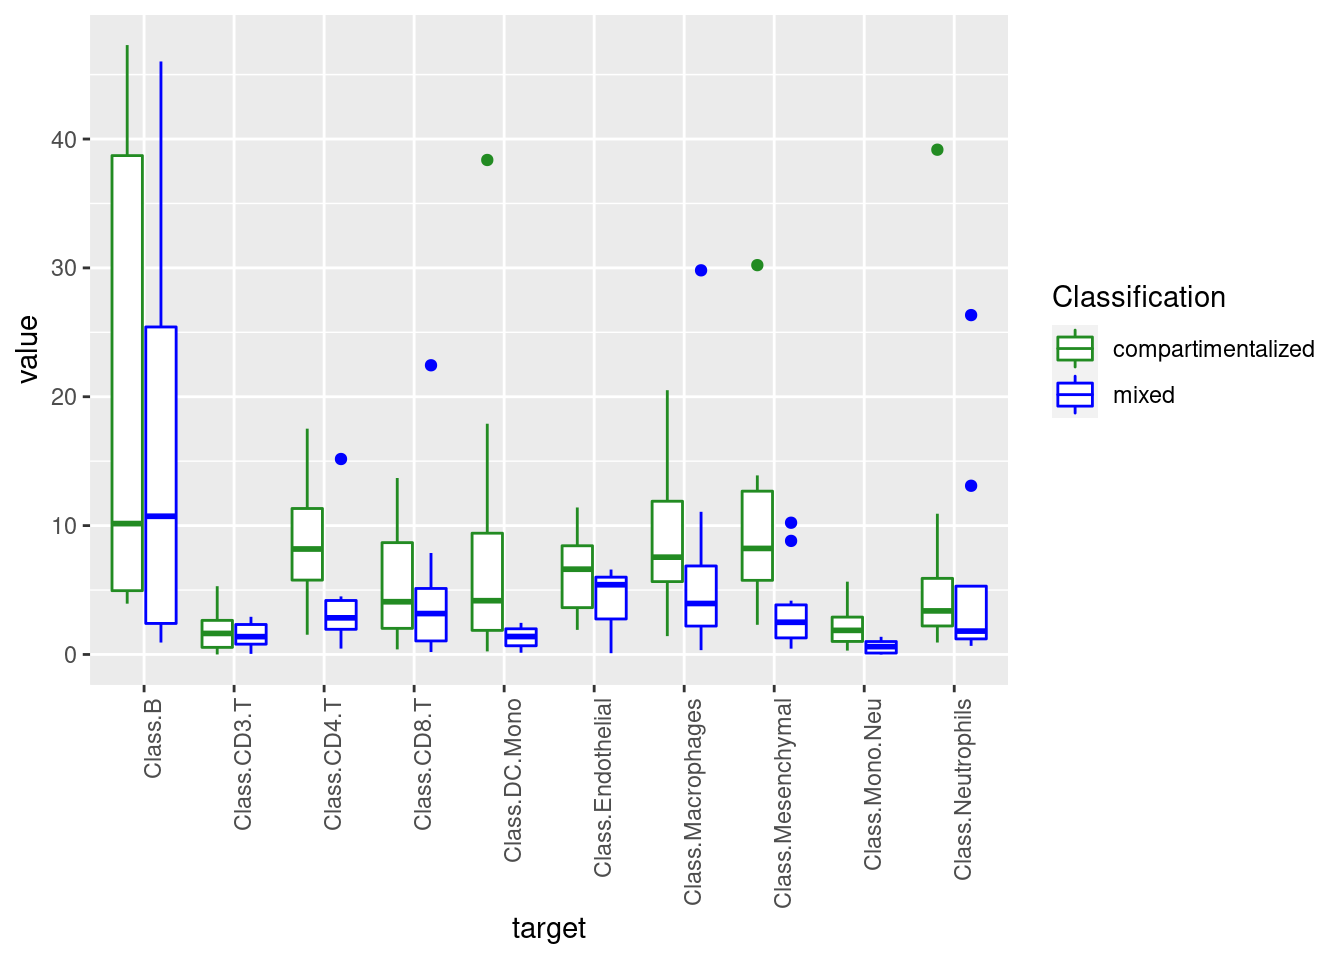 value
40
30
20
10
0
Class.B
Class.CD3.T
Class.CD4.T
Class.CD8.T
Class.DC.Mono
Class.Endothelial
Class.Macrophages
Class.Mesenchymal
Class.Mono.Neu
Class.Neutrophils
target
Classification
compartimentalized
mixed